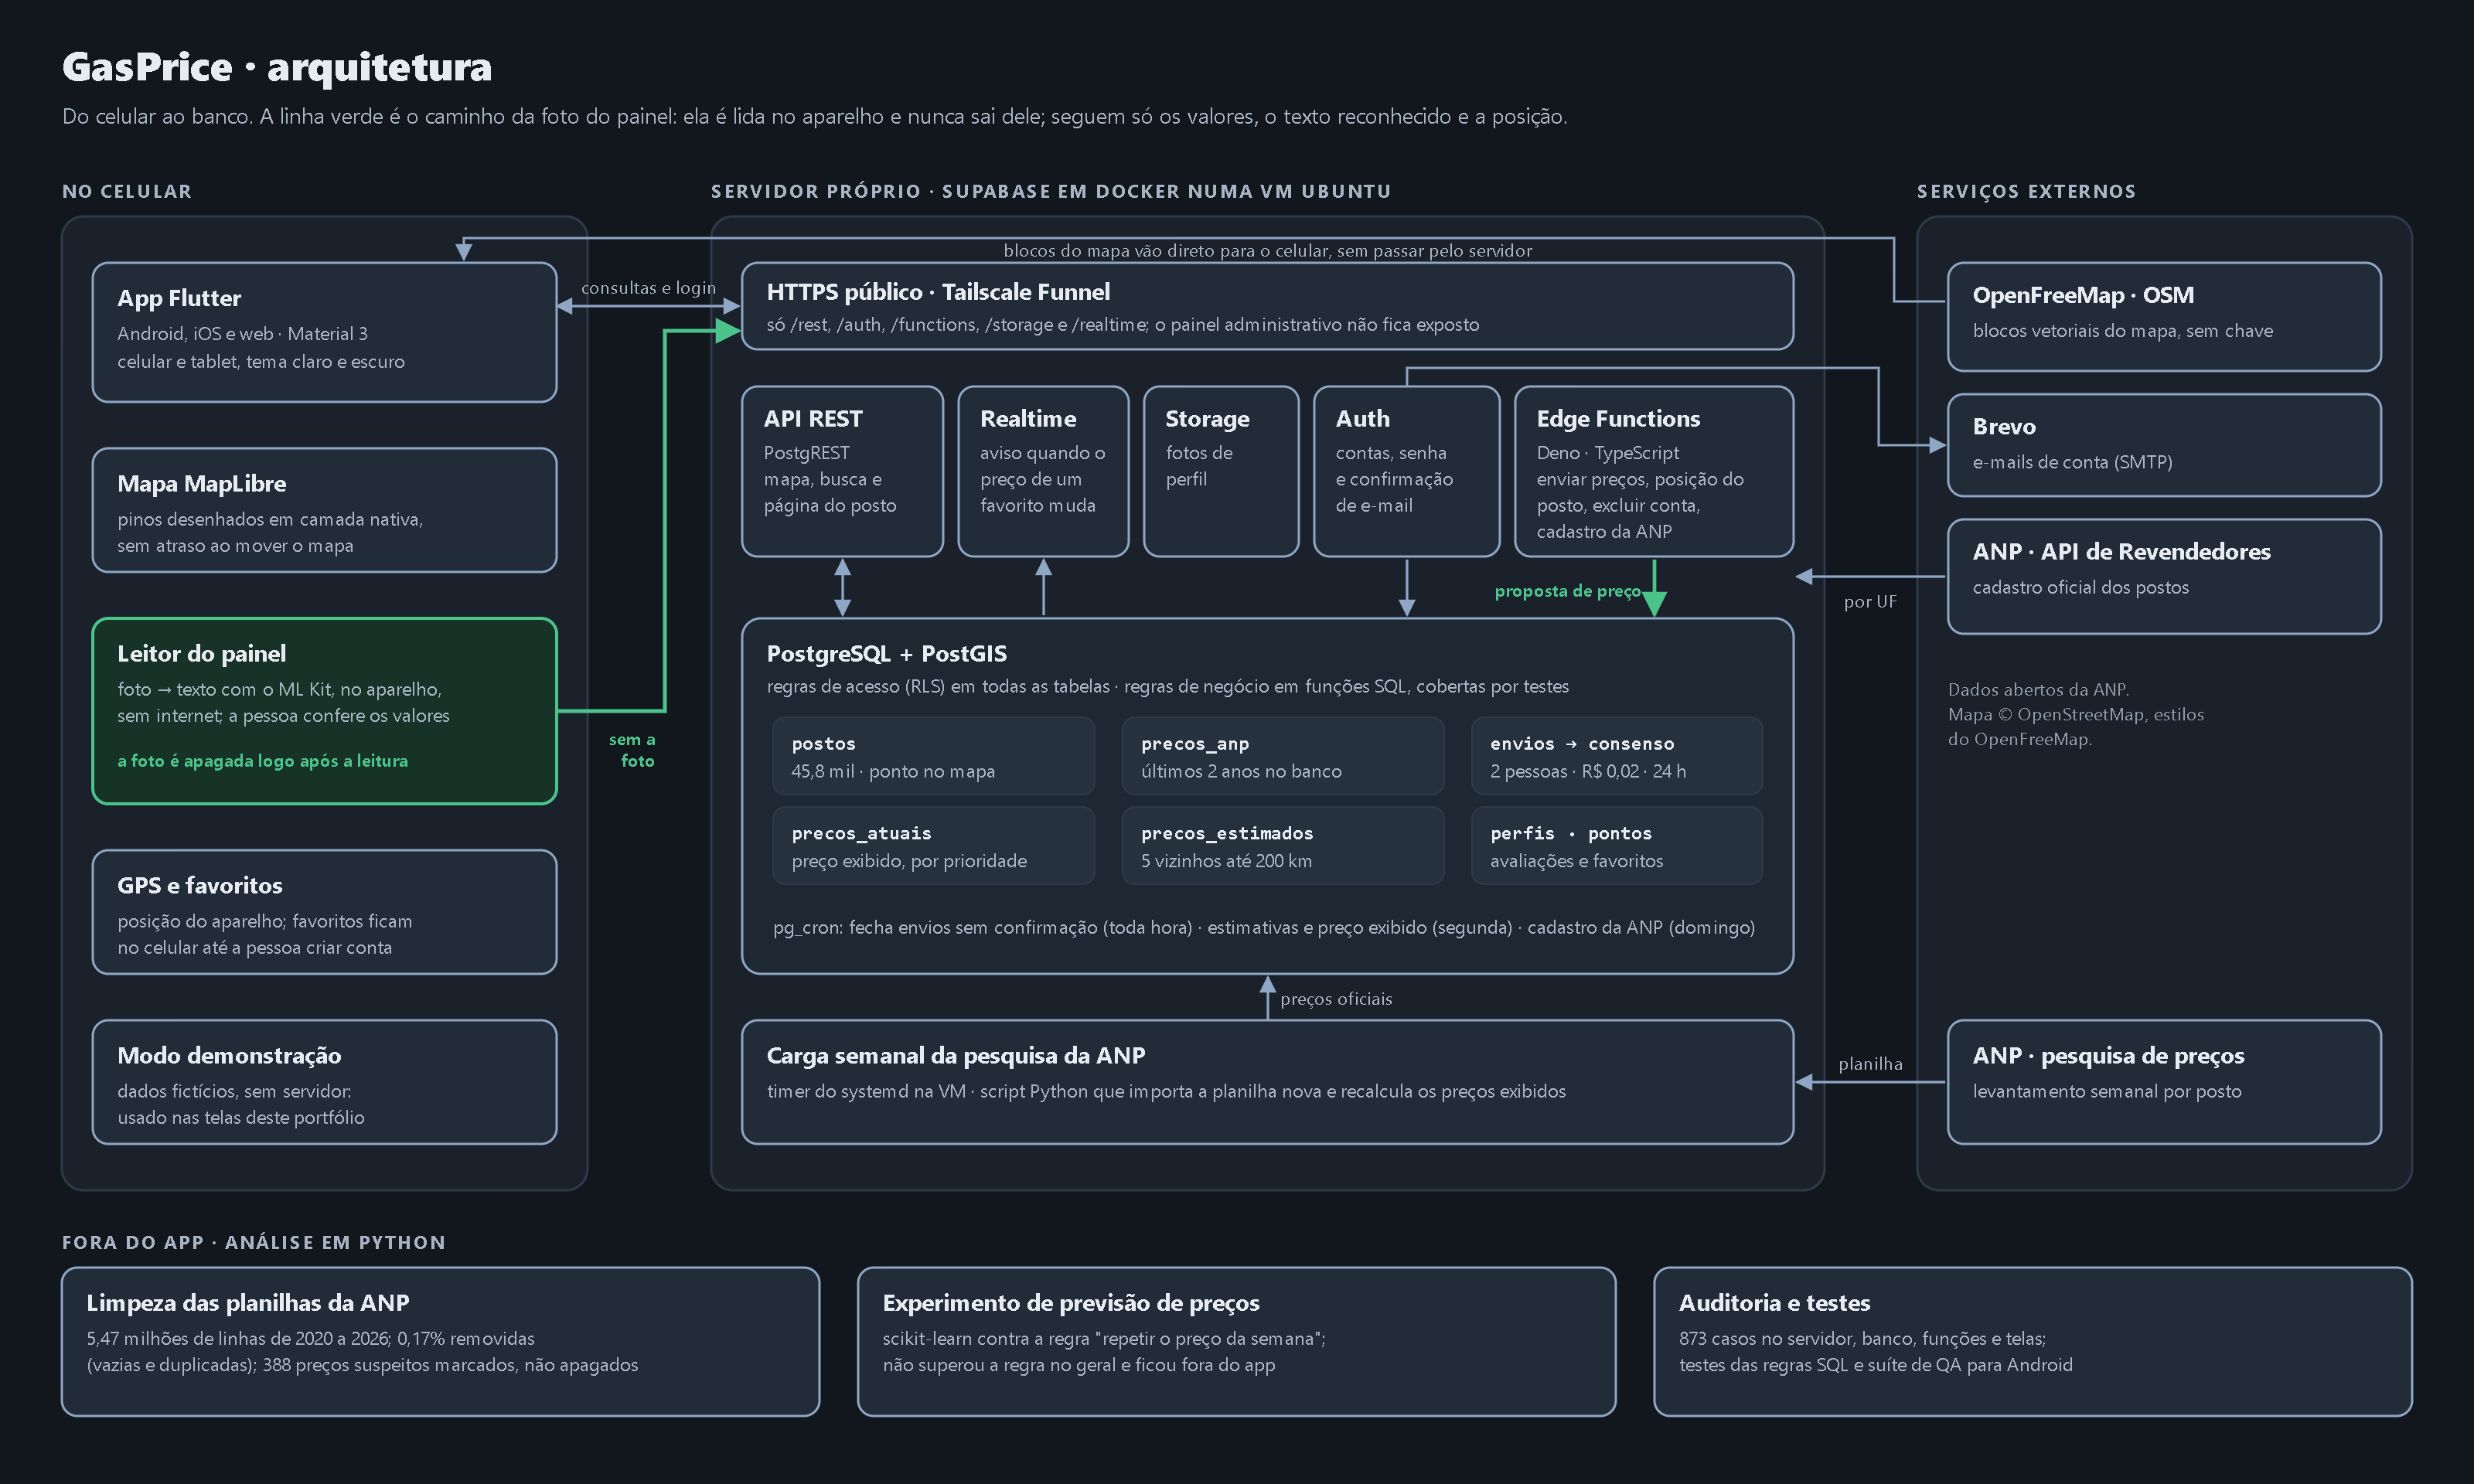 GasPrice · arquitetura
Do celular ao banco. A linha verde é o caminho da foto do painel: ela é lida no aparelho e nunca sai dele; seguem só os valores, o texto reconhecido e a posição.
NO CELULAR
App Flutter
Android, iOS e web · Material 3
celular e tablet, tema claro e escuro
Mapa MapLibre
pinos desenhados em camada nativa,
sem atraso ao mover o mapa
Leitor do painel
foto → texto com o ML Kit, no aparelho,
sem internet; a pessoa confere os valores
a foto é apagada logo após a leitura
GPS e favoritos
posição do aparelho; favoritos ficam
no celular até a pessoa criar conta
Modo demonstração
dados fictícios, sem servidor:
usado nas telas deste portfólio
consultas e login
sem a
foto
SERVIDOR PRÓPRIO · SUPABASE EM DOCKER NUMA VM UBUNTU
blocos do mapa vão direto para o celular, sem passar pelo servidor
HTTPS público · Tailscale Funnel
só /rest, /auth, /functions, /storage e /realtime; o painel administrativo não fica exposto
API REST
PostgREST
mapa, busca e
página do posto
Realtime
aviso quando o
preço de um
favorito muda
Storage
fotos de
perfil
Auth
contas, senha
e confirmação
de e-mail
Edge Functions
Deno · TypeScript
enviar preços, posição do
posto, excluir conta,
cadastro da ANP
proposta de preço
PostgreSQL + PostGIS
regras de acesso (RLS) em todas as tabelas · regras de negócio em funções SQL, cobertas por testes
postos
45,8 mil · ponto no mapa
precos_anp
últimos 2 anos no banco
envios → consenso
2 pessoas · R$ 0,02 · 24 h
precos_atuais
preço exibido, por prioridade
precos_estimados
5 vizinhos até 200 km
perfis · pontos
avaliações e favoritos
pg_cron: fecha envios sem confirmação (toda hora) · estimativas e preço exibido (segunda) · cadastro da ANP (domingo)
preços oficiais
Carga semanal da pesquisa da ANP
timer do systemd na VM · script Python que importa a planilha nova e recalcula os preços exibidos
SERVIÇOS EXTERNOS
OpenFreeMap · OSM
blocos vetoriais do mapa, sem chave
Brevo
e-mails de conta (SMTP)
ANP · API de Revendedores
cadastro oficial dos postos
por UF
Dados abertos da ANP.
Mapa © OpenStreetMap, estilos
do OpenFreeMap.
planilha
ANP · pesquisa de preços
levantamento semanal por posto
FORA DO APP · ANÁLISE EM PYTHON
Limpeza das planilhas da ANP
5,47 milhões de linhas de 2020 a 2026; 0,17% removidas
(vazias e duplicadas); 388 preços suspeitos marcados, não apagados
Experimento de previsão de preços
scikit-learn contra a regra "repetir o preço da semana";
não superou a regra no geral e ficou fora do app
Auditoria e testes
873 casos no servidor, banco, funções e telas;
testes das regras SQL e suíte de QA para Android